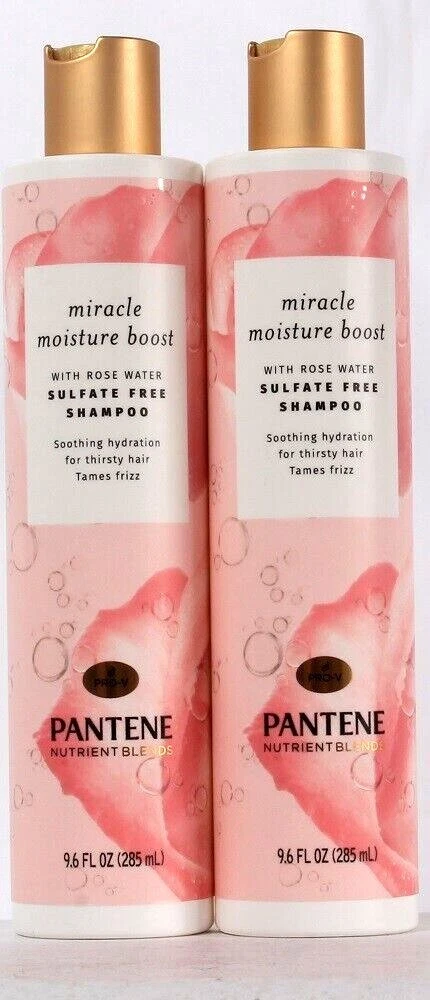 miracle
moisture boost
WITH ROSE WATER
SULFATE FREE
SHAMPOO
Soothing hydration
for thirsty hair
Tames frizz
PRO-V
PANTENE
NUTRIENT BLENDS
9.6 FL OZ (285 mL)
miracle
moisture boost
WITH ROSE WATER
SULFATE FREE
SHAMPOO
Soothing hydration
for thirsty hair
Tames frizz
PRO-V
PANTENE
NUTRIENT BLENDS
9.6 FL OZ (285 mL)